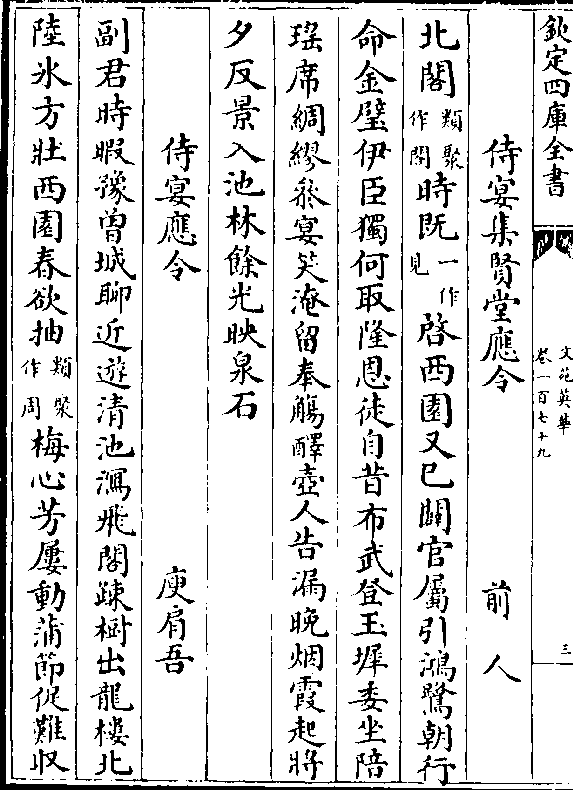 欽定四庫全書
文苑英華
卷一百七十九
三
侍宴集賢堂應令　前人
北閣類聚作閤時既一作見啓西園又已闢官屬引鴻鷺朝行
命金璧伊臣獨何取隆恩徒自昔布武登玉墀委坐陪
瑤席綢繆參宴笑淹留奉觴醳壺人告漏晚烟霞起將
夕反景入池林餘光映泉石
侍宴應令　庾肩吾
副君時暇豫曾城聊近遊清池瀉飛閣疎樹出龍樓北
陸氷方壯西園春欲抽類聚作周梅心芳屢動蒲節促難収